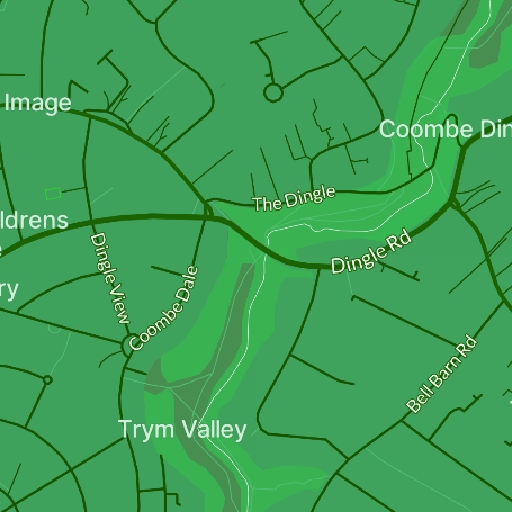 Image
Coombe Din
The Dingle
ldrens
Dingle Rd
Dingle View
Coombe Dale
ry
Bell Barn Rd
Trym Valley